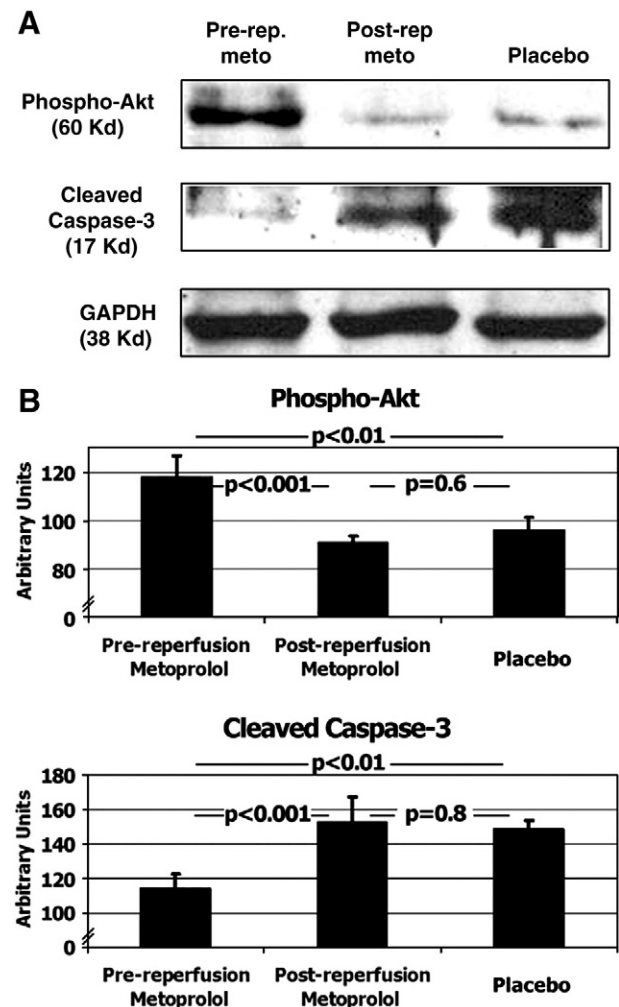 A
Pre-rep. Post-rep Placebo
meto meto
Phospho-Akt
(60 Kd)
Cleaved
Caspase-3
(17 Kd)
GAPDH
(38 Kd)
B
Phospho-Akt
p<0.01
p<0.001 p=0.6
Arbitrary Units
120
100
80
0
Pre-reperfusion Post-reperfusion Placebo
Metoprolol Metoprolol
Cleaved Caspase-3
p<0.01
p<0.001 p=0.8
Arbitrary Units
180
160
140
120
100
0
Pre-reperfusion Post-reperfusion Placebo
Metoprolol Metoprolol